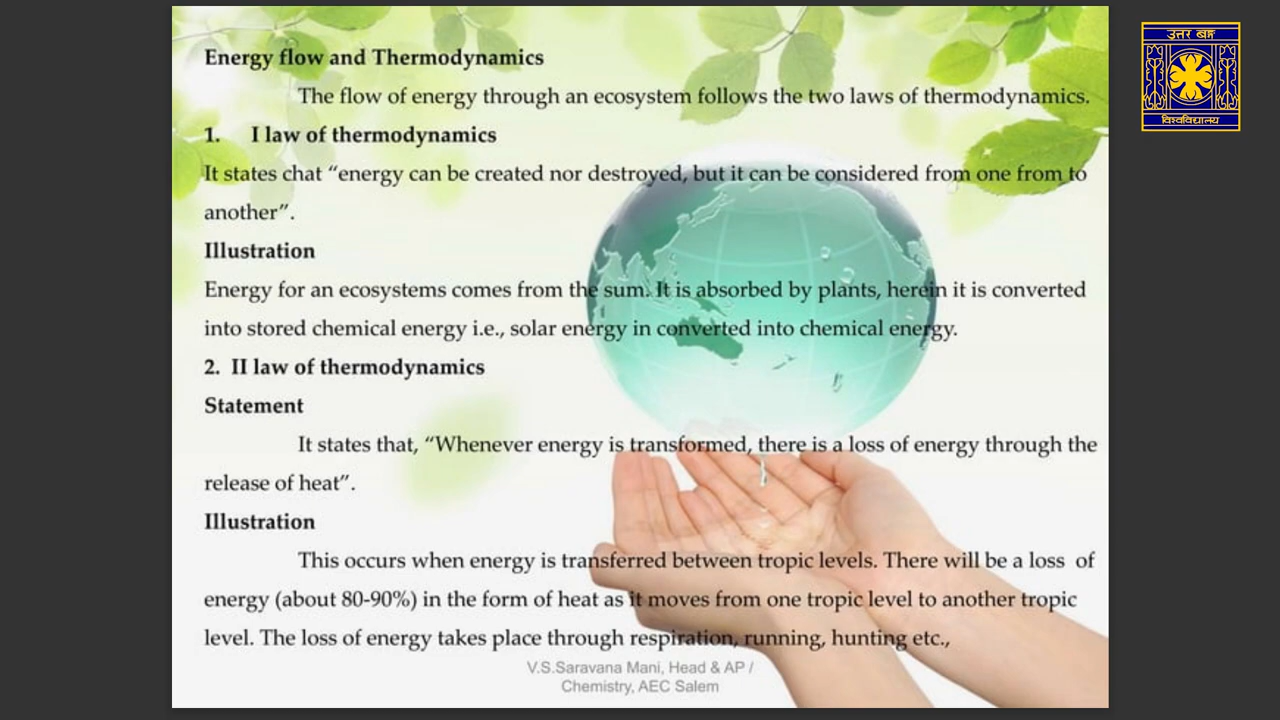 Energy flow and Thermodynamics
The flow of energy through an ecosystem follows the two laws of thermodynamics.
1. I law of thermodynamics
It states chat “energy can be created nor destroyed, but it can be considered from one from to
another”.
Illustration
Energy for an ecosystems comes from the sum. It is absorbed by plants, herein it is converted
into stored chemical energy i.e., solar energy in converted into chemical energy.
2. II law of thermodynamics
Statement
It states that, “Whenever energy is transformed, there is a loss of energy through the
release of heat”.
Illustration
This occurs when energy is transferred between tropic levels. There will be a loss of
energy (about 80-90%) in the form of heat as it moves from one tropic level to another tropic
level. The loss of energy takes place through respiration, running, hunting etc.,
V.S.Saravana Mani, Head & AP /
Chemistry, AEC Salem
उत्तर बङ्ग
विश्वविद्यालय